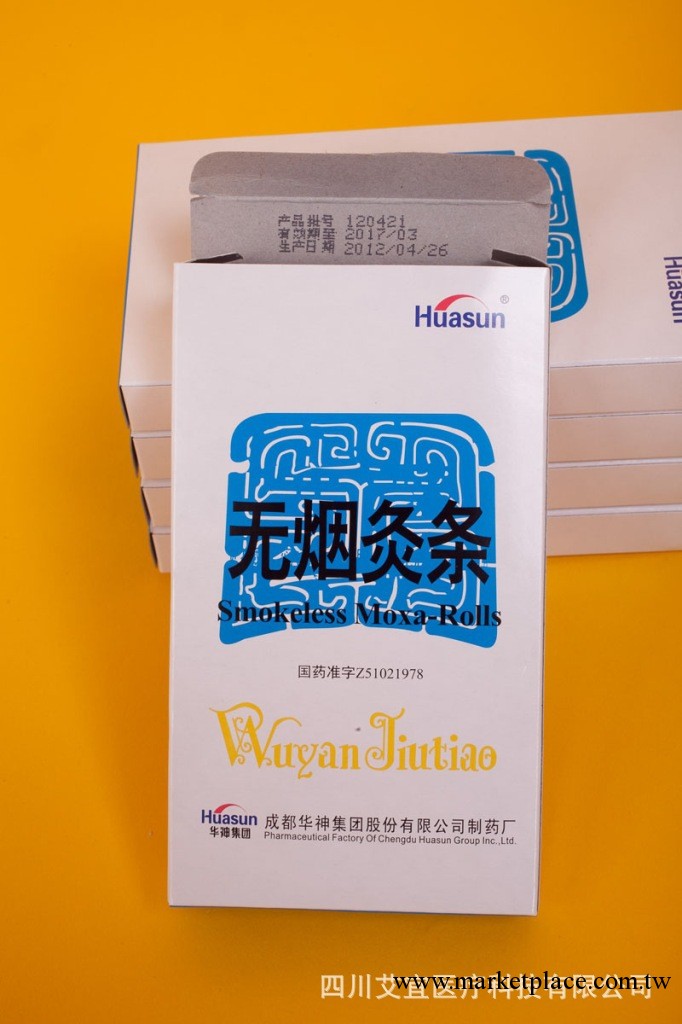 产品批号 120421
有效期至 2017/03
生产日期 2012/04/26
Huasun®
Huasun
无烟灸条
Smokeless Moxa-Rolls
国药准字Z51021978
Wuyan Jiutiao
Huasun
华神集团
成都华神集团股份有限公司制药厂
Pharmaceutical Factory Of Chengdu Huasun Group Inc.,Ltd.
四川艾宜医疗科技有限公司
www.marketplace.com.tw